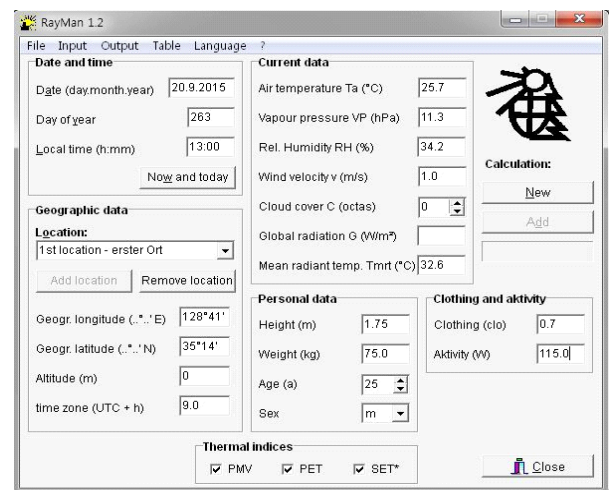 RayMan 1.2
File Input Output Table Language ?
Date and time
Date (day.month.year) 20.9.2015
Day of year 263
Local time (h:mm) 13:00
Now and today
Geographic data
Location:
1st location - erster Ort
Add location Remove location
Geogr. longitude (..°..' E) 128°41'
Geogr. latitude (..°..' N) 35°14'
Altitude (m) 0
time zone (UTC + h) 9.0
Current data
Air temperature Ta (°C) 25.7
Vapour pressure VP (hPa) 11.3
Rel. Humidity RH (%) 34.2
Wind velocity v (m/s) 1.0
Cloud cover C (octas) 0
Global radiation G (W/m²)
Mean radiant temp. Tmrt (°C) 32.6
Personal data
Height (m) 1.75
Weight (kg) 75.0
Age (a) 25
Sex m
Calculation:
New
Add
Clothing and aktivity
Clothing (clo) 0.7
Aktivity (W) 115.0
Thermal indices
PMV PET SET*
Close